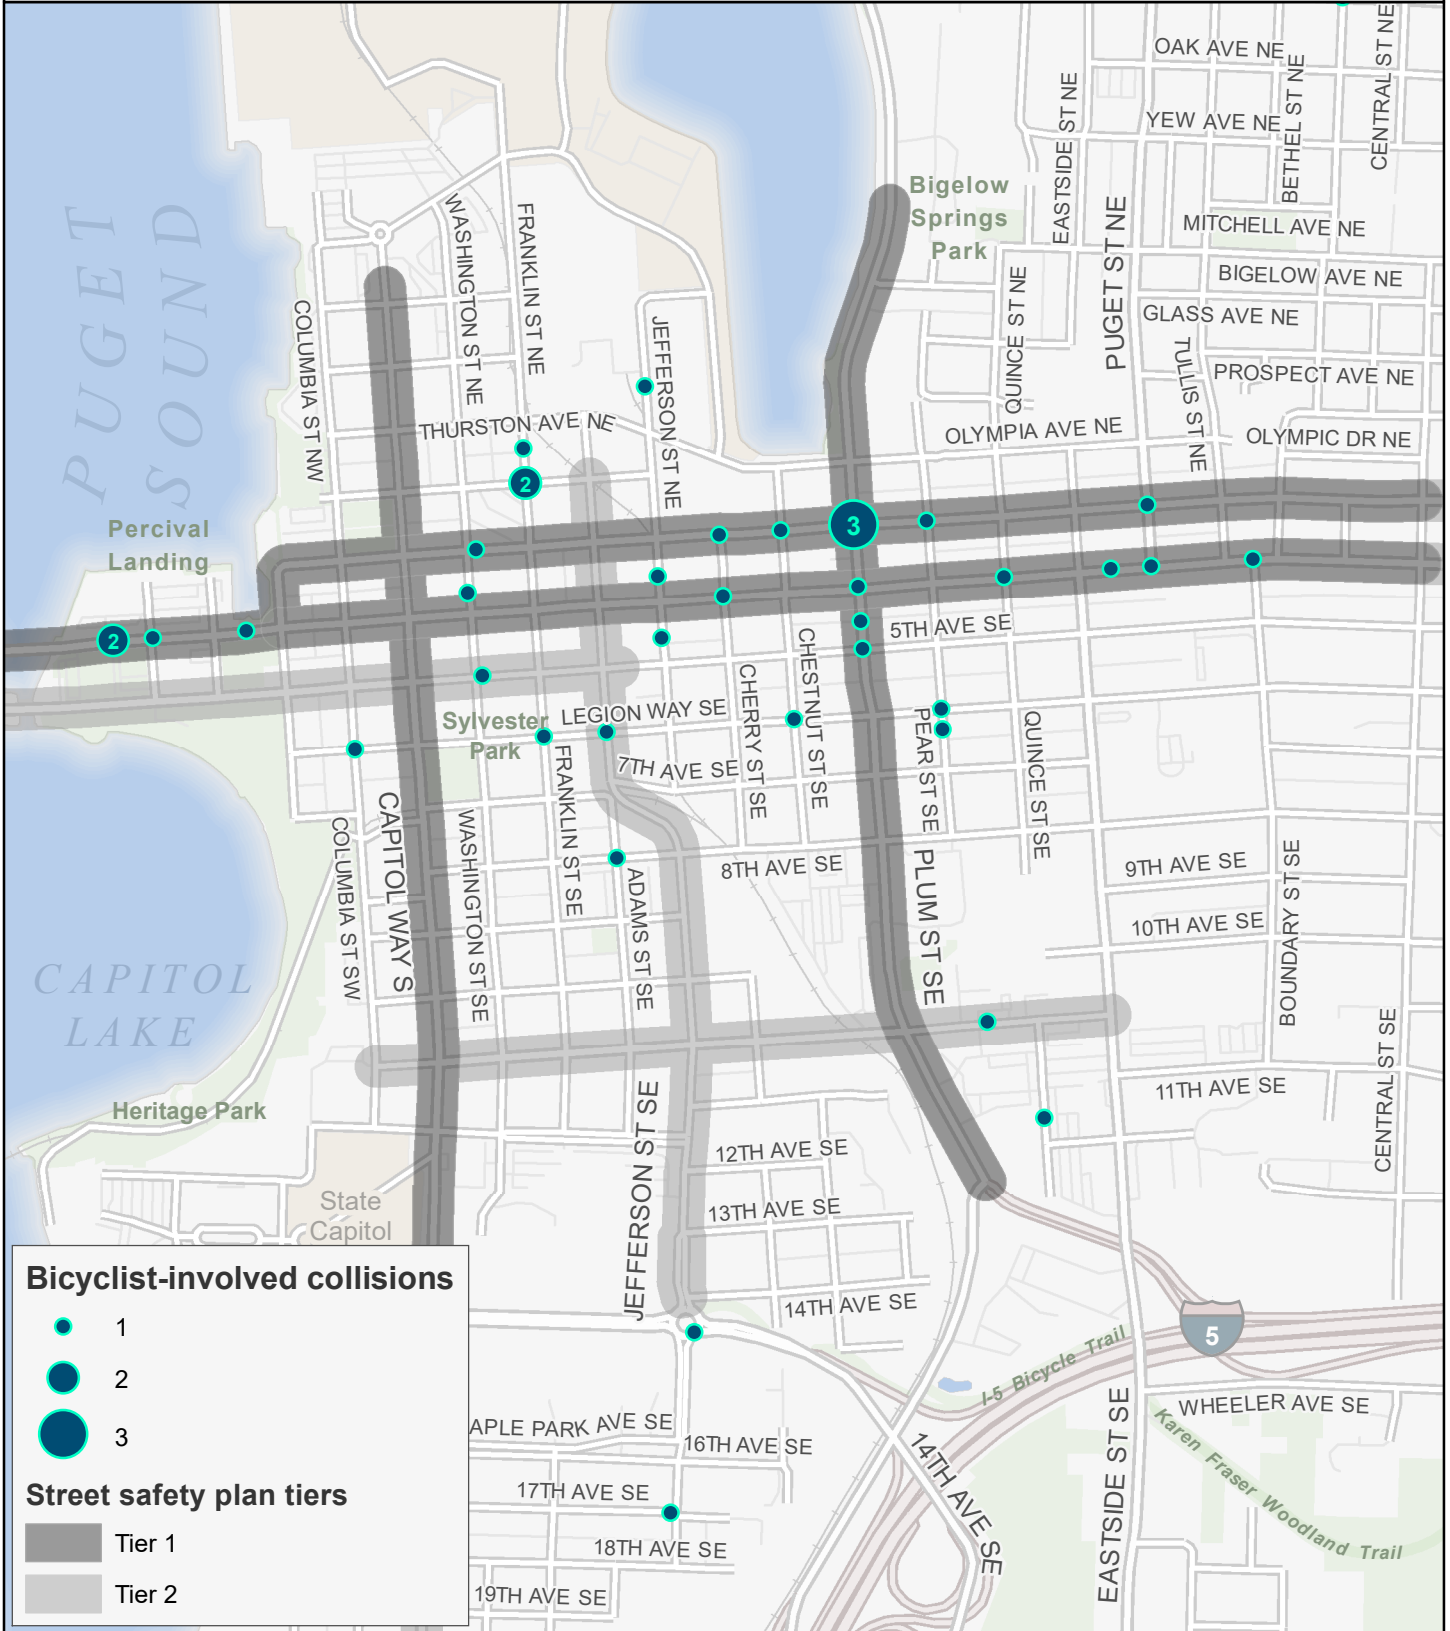 OAK AVE NE
CENTRAL ST NE
BETHEL ST NE
EASTSIDE ST NE
YEW AVE NE
Bigelow
Springs
Park
PUGET
SOUND
WASHINGTON ST NE
FRANKLIN ST NE
PUGET ST NE
MITCHELL AVE NE
BIGELOW AVE NE
QUINCE ST NE
GLASS AVE NE
COLUMBIA ST NW
JEFFERSON ST NE
TULLIS ST NE
PROSPECT AVE NE
THURSTON AVE NE
OLYMPIA AVE NE
OLYMPIC DR NE
2
3
Percival
Landing
2
5TH AVE SE
CHESTNUT ST SE
CHERRY ST SE
LEGION WAY SE
Sylvester
Park
PEAR ST SE
QUINCE ST SE
7TH AVE SE
FRANKLIN ST SE
CAPITOL WAY S
COLUMBIA ST SW
WASHINGTON ST SE
8TH AVE SE
PLUM ST SE
9TH AVE SE
BOUNDARY ST SE
ADAMS ST SE
10TH AVE SE
CAPITOL
LAKE
CENTRAL ST SE
11TH AVE SE
Heritage Park
JEFFERSON ST SE
12TH AVE SE
State
Capitol
13TH AVE SE
14TH AVE SE
5
I-5 Bicycle Trail
WHEELER AVE SE
EASTSIDE ST SE
Karen Fraser Woodland Trail
APLE PARK AVE SE
16TH AVE SE
14TH AVE SE
17TH AVE SE
18TH AVE SE
19TH AVE SE
Bicyclist-involved collisions
1
2
3
Street safety plan tiers
Tier 1
Tier 2